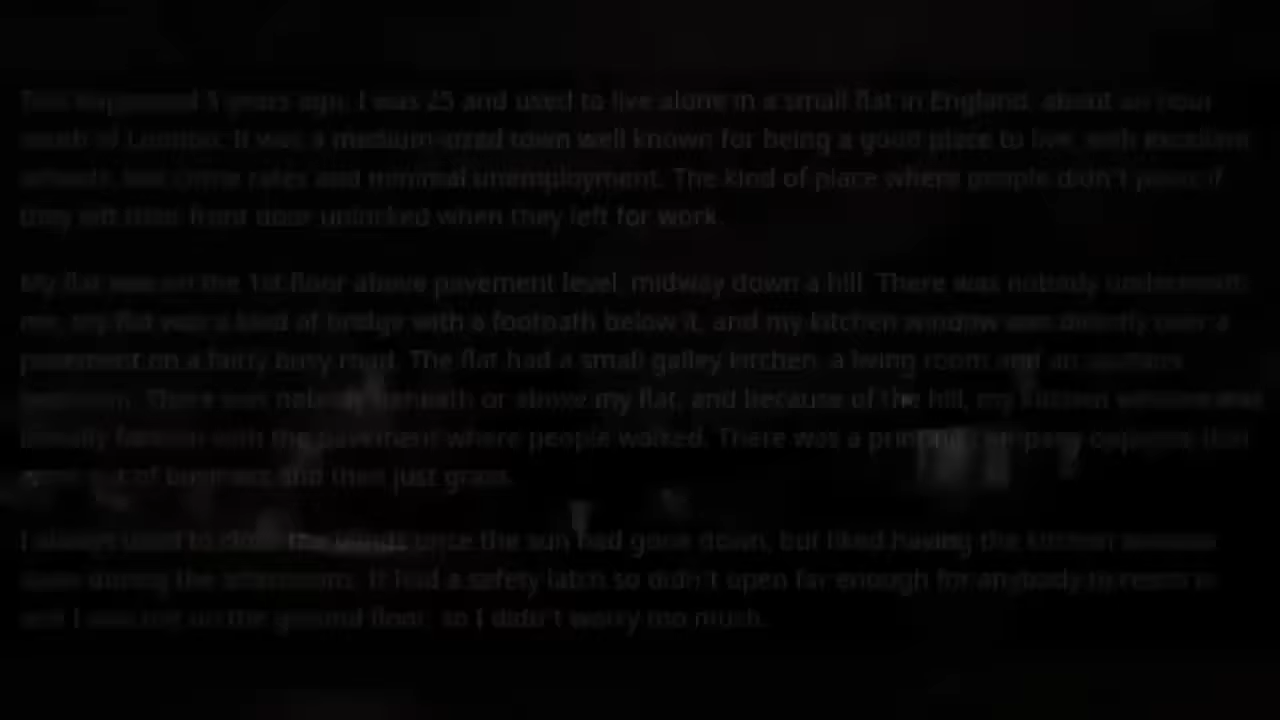 This happened 5 years ago. I was 25 and used to live alone in a small flat in England, about an hour
south of London. It was a medium-sized town well known for being a good place to live, with excellent
schools, low crime rates and minimal unemployment. The kind of place where people didn't panic if
they left their front door unlocked when they left for work.
My flat was on the 1st floor above pavement level, midway down a hill. There was nobody underneath
me, my flat was a kind of bridge with a footpath below it, and my kitchen window was directly over a
pavement on a fairly busy road. The flat had a small galley kitchen, a living room and an
bedroom. There was nobody beneath or above my flat, and because of the hill, my kitchen window was
with the pavement where people walked. There was a printing company opposite that
went out of business and then just grass.
I always used to close the blinds once the sun had gone down, but liked having the kitchen window
open during the afternoons. It had a safety latch so didn't open far enough for anybody to reach in
and I was not on the ground floor, so I didn't worry too much.